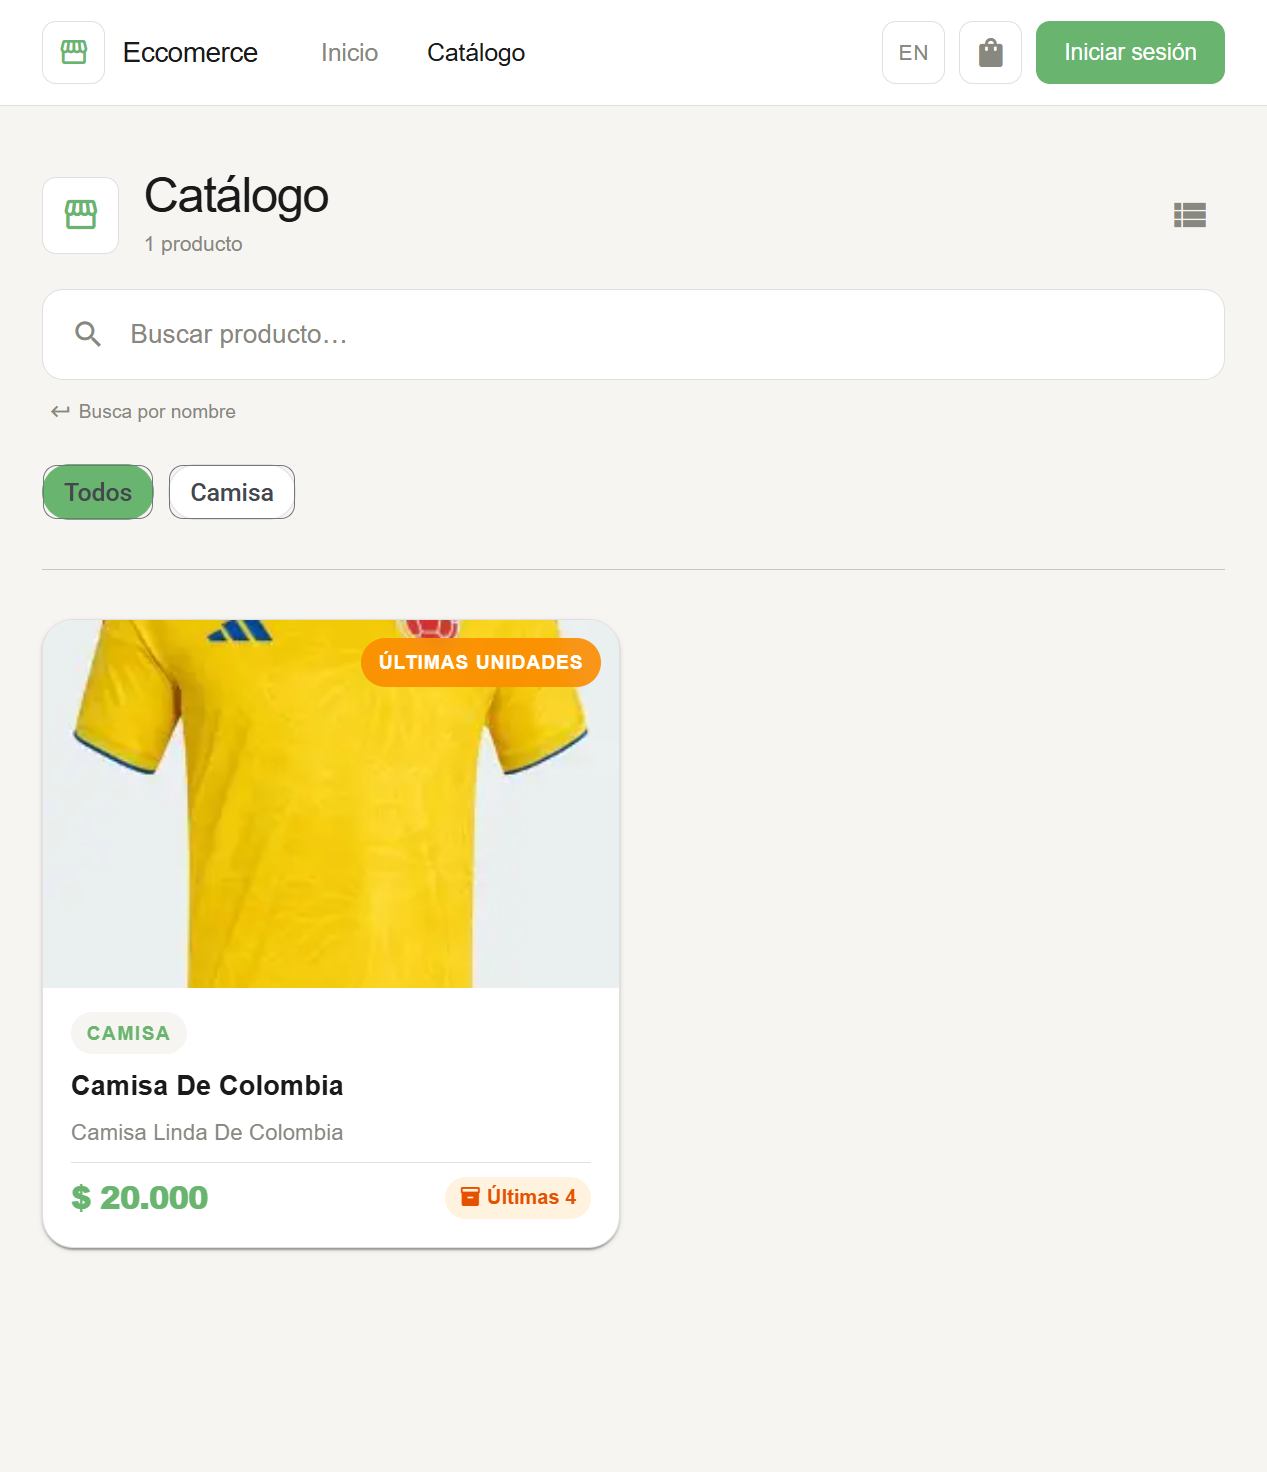 Eccomerce
Inicio
Catálogo
EN
Iniciar sesión
Catálogo
1 producto
Buscar producto...
Busca por nombre
Todos
Camisa
ÚLTIMAS UNIDADES
CAMISA
Camisa De Colombia
Camisa Linda De Colombia
$ 20.000
Últimas 4